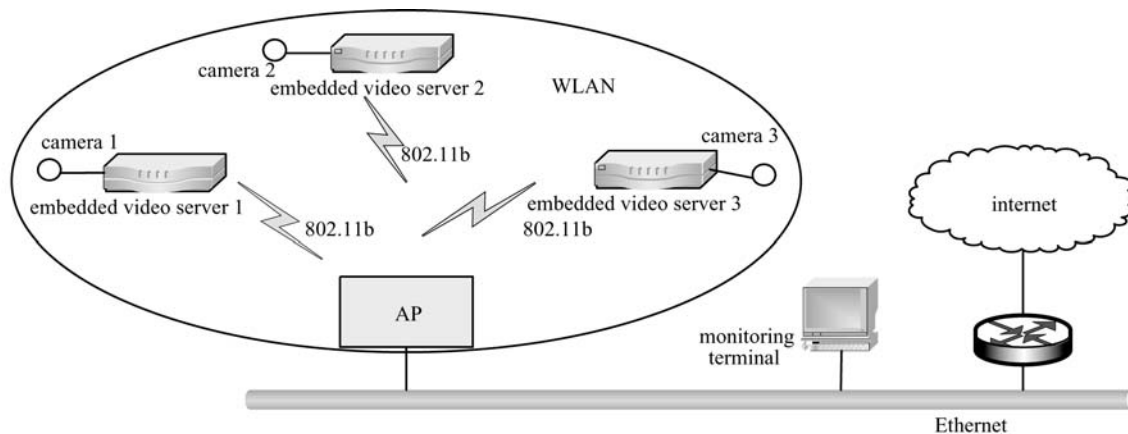 camera 2
embedded video server 2
WLAN
camera 1
802.11b
camera 3
embedded video server 1
embedded video server 3
802.11b
802.11b
internet
AP
monitoring
terminal
Ethernet